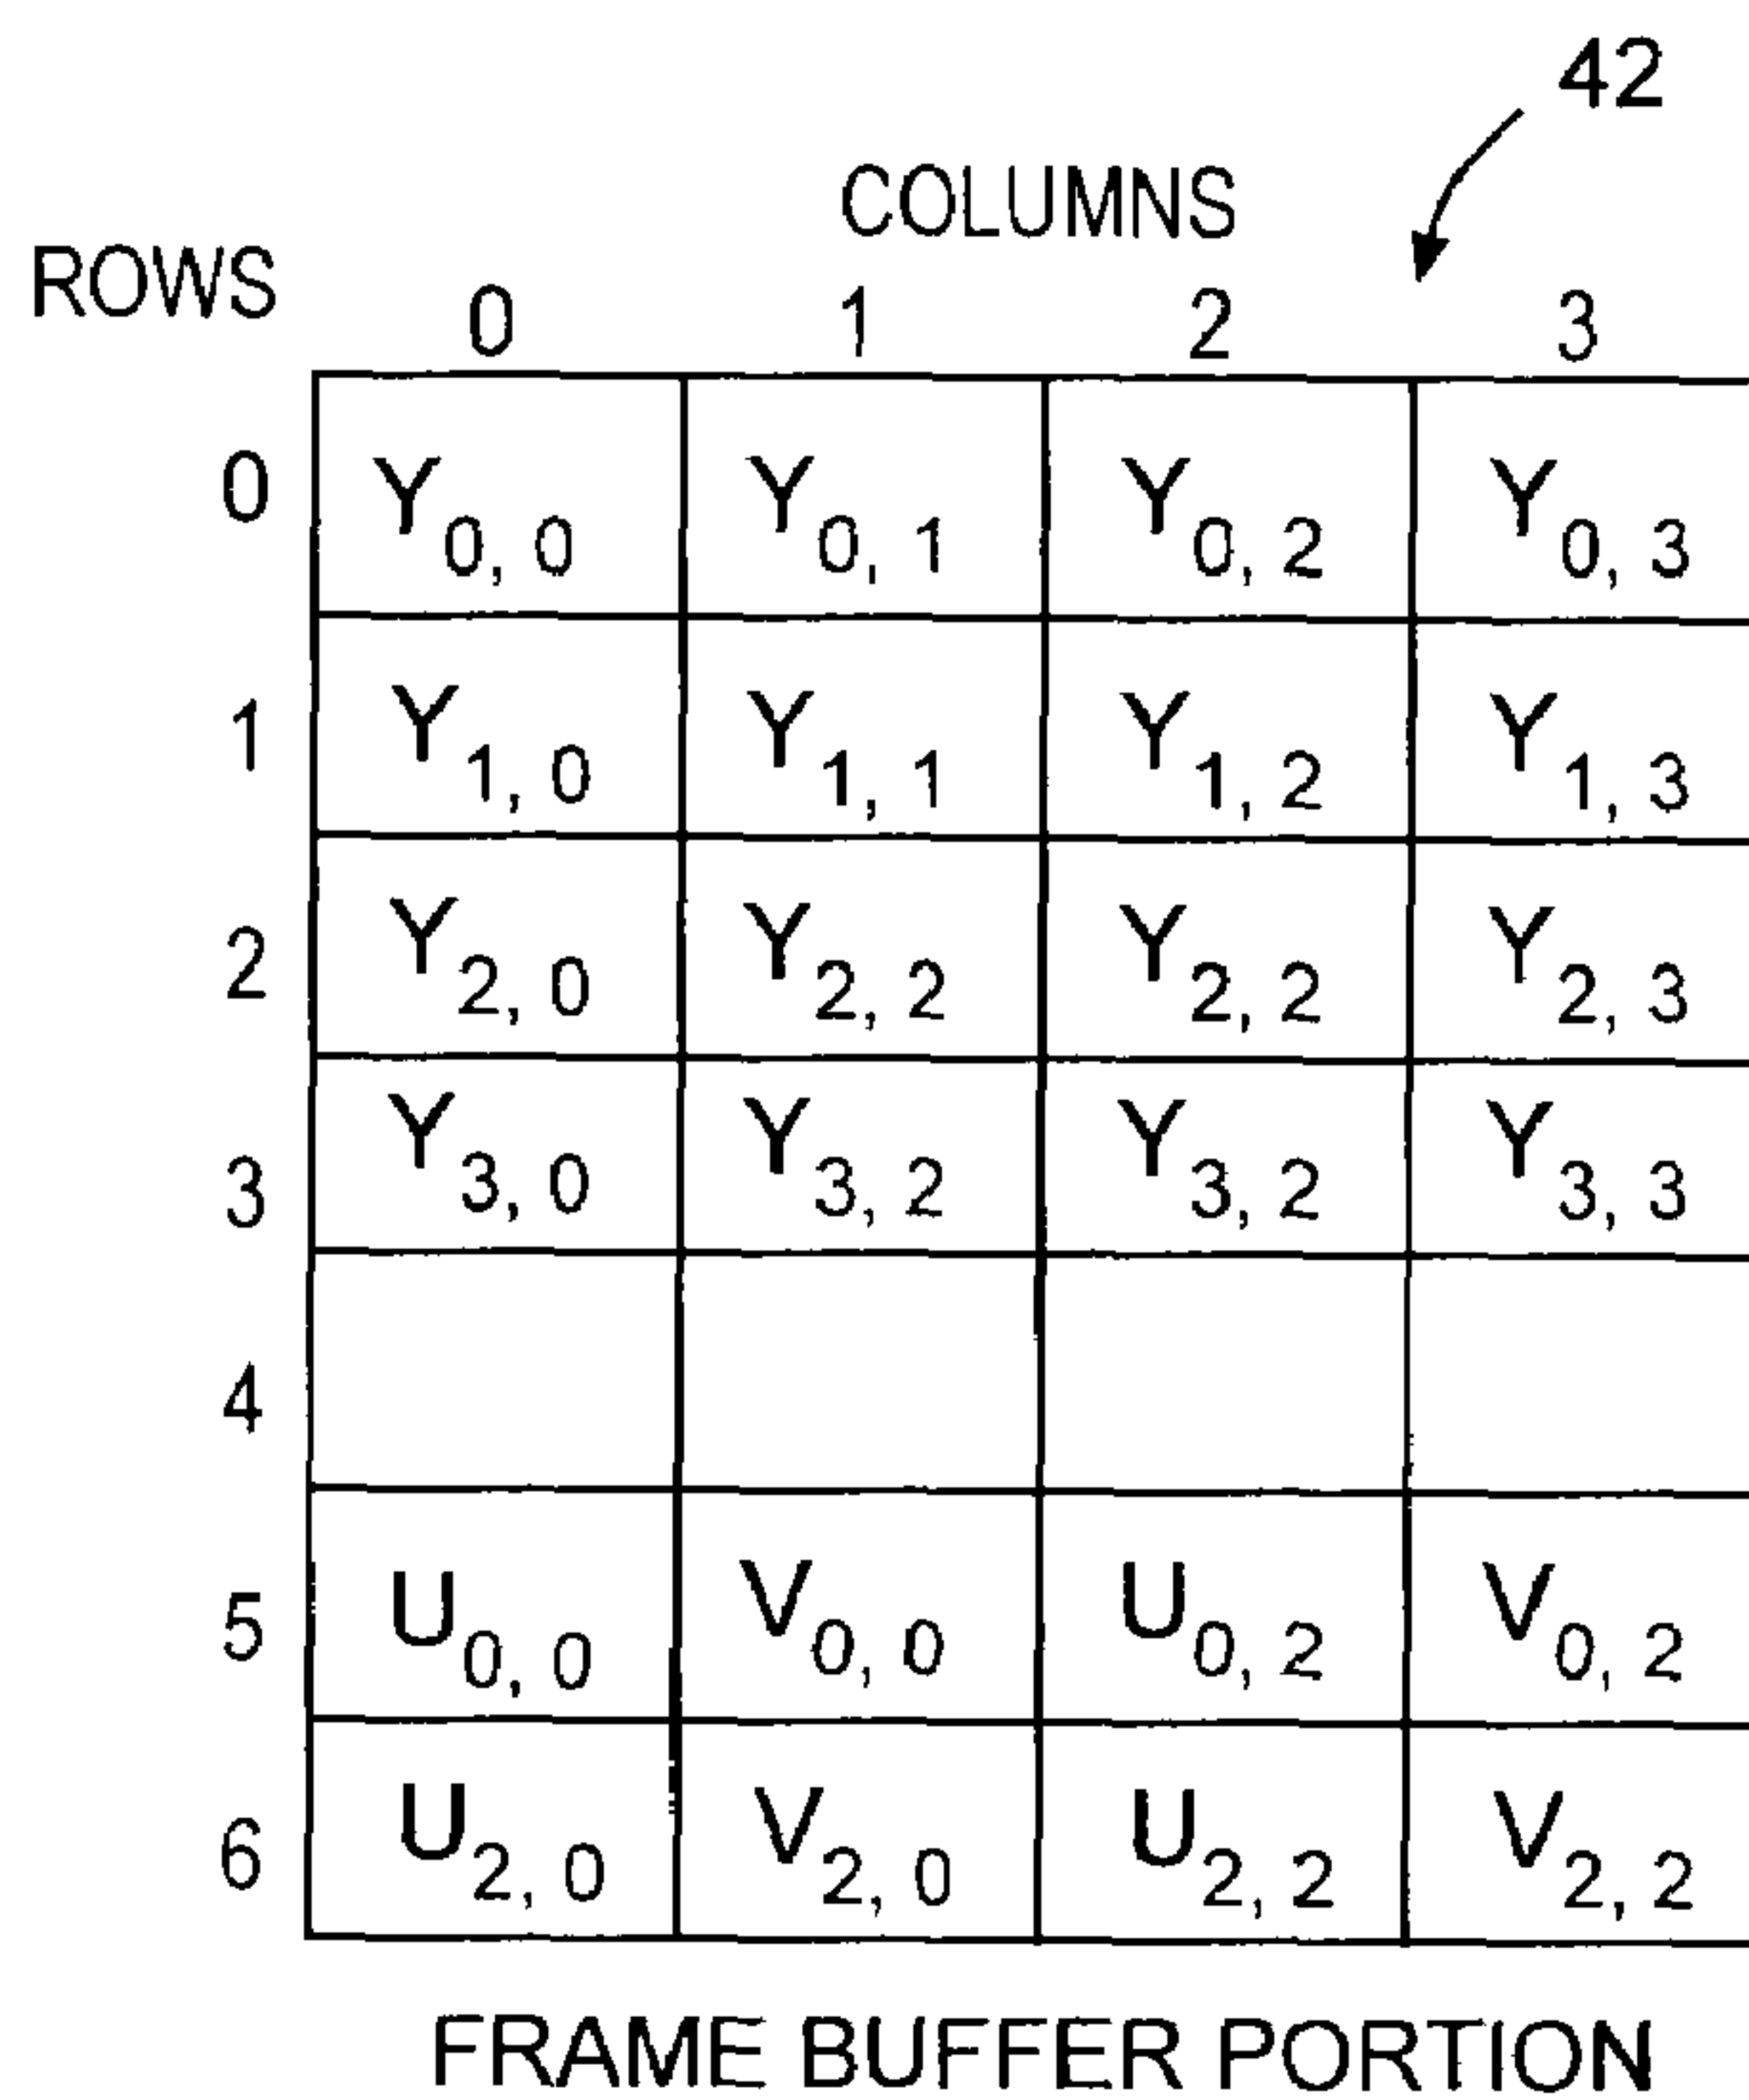 42
COLUMNS
ROWS
0 1 2 3
0 Y0, 0 Y0, 1 Y0, 2 Y0, 3
1 Y1, 0 Y1, 1 Y1, 2 Y1, 3
2 Y2, 0 Y2, 2 Y2, 2 Y2, 3
3 Y3, 0 Y3, 2 Y3, 2 Y3, 3
4
5 U0, 0 V0, 0 U0, 2 V0, 2
6 U2, 0 V2, 0 U2, 2 V2, 2
FRAME BUFFER PORTION